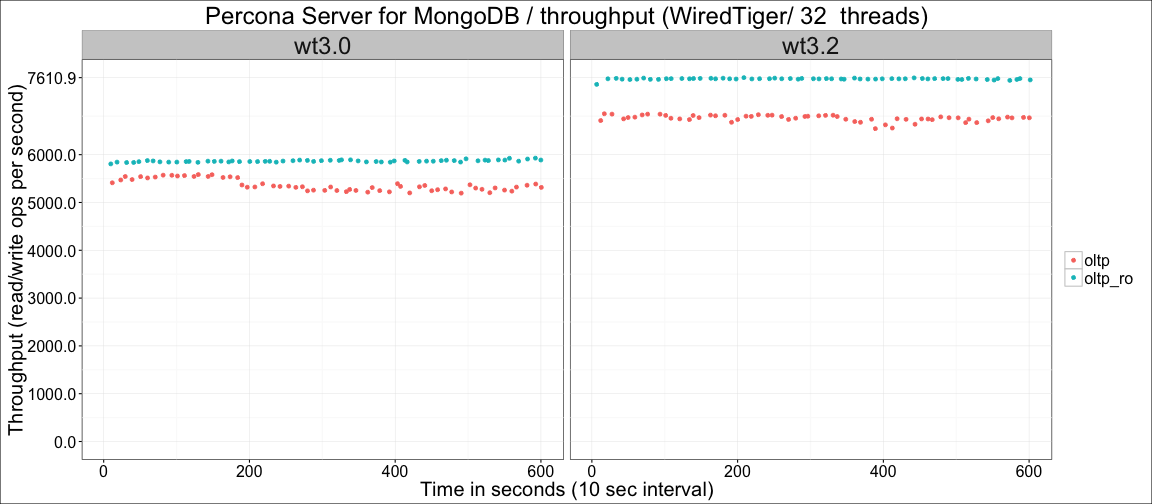 Percona Server for MongoDB / throughput (WiredTiger/ 32  threads)
wt3.0
wt3.2
Throughput (read/write ops per second)
7610.9
6000.0
5000.0
4000.0
3000.0
2000.0
1000.0
0.0
0 200 400 600
0 200 400 600
Time in seconds (10 sec interval)
oltp
oltp_ro